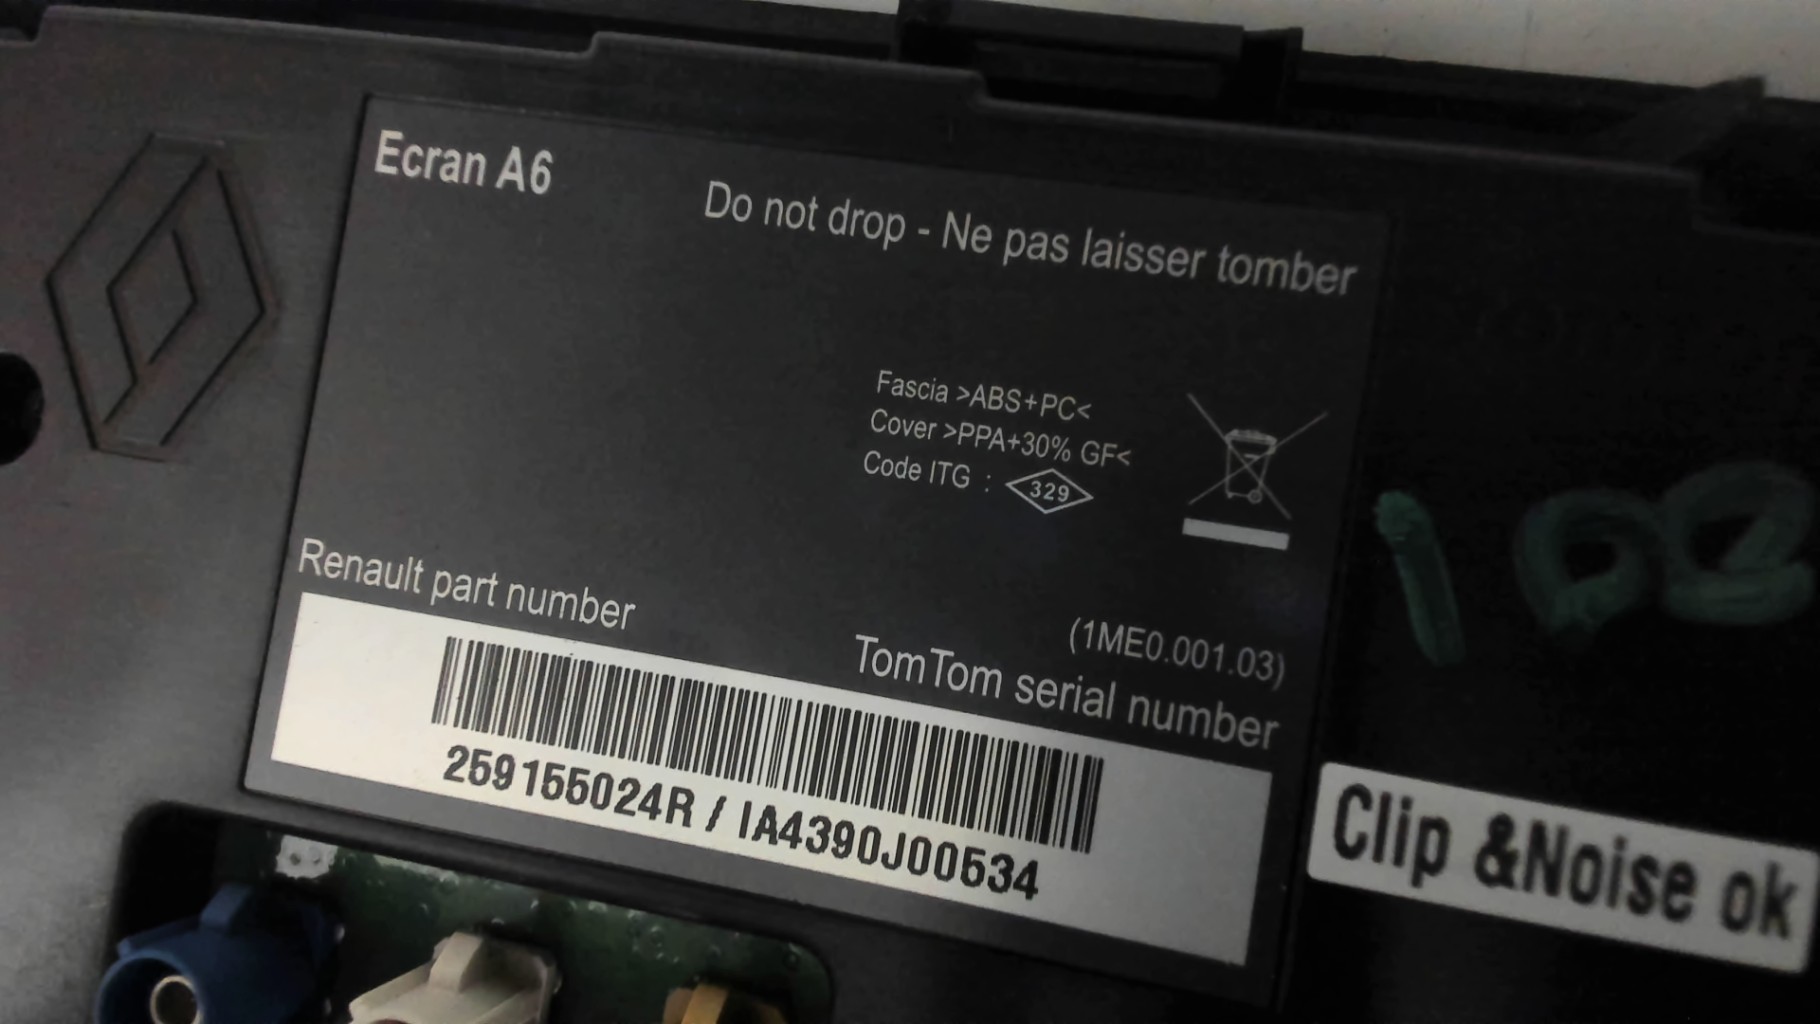 Ecran A6
Do not drop - Ne pas laisser tomber
Fascia >ABS+PC<
Cover >PPA+30% GF<
Code ITG : 329
Renault part number
(1ME0.001.03)
TomTom serial number
259155024R / IA4390J00534
Clip &Noise ok